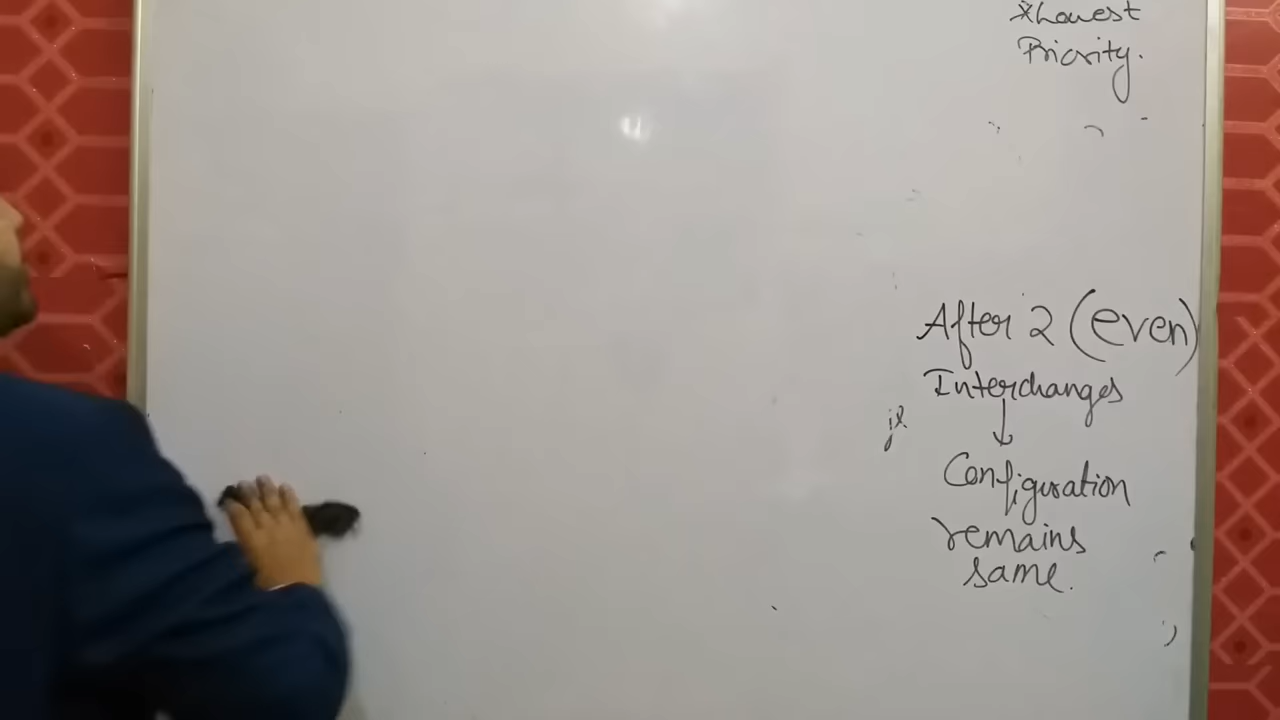 *Lowest
Priority.
After 2 (even)
Interchanges
↓
Configuration
remains
same.